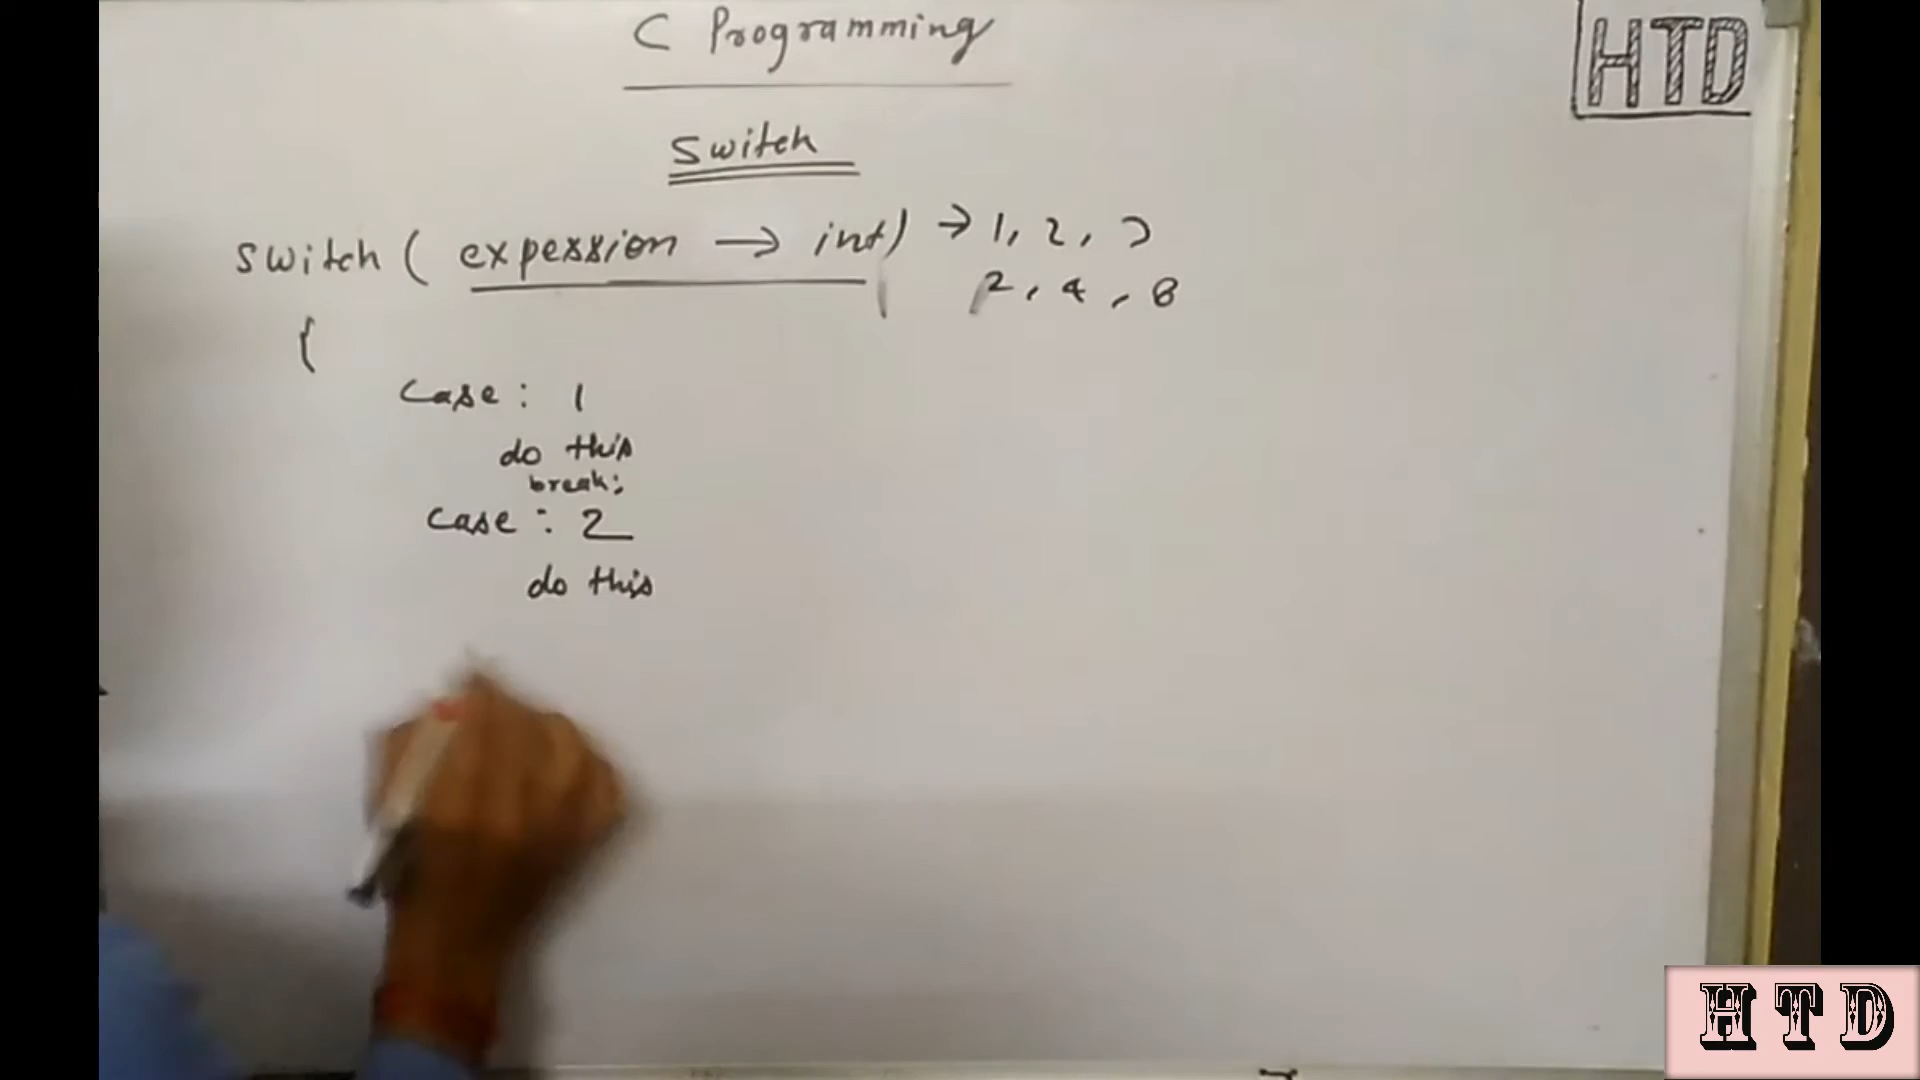 C Programming
HTD
Switch
switch ( expession → int) → 1, 2, 3
2, 4, 8
{
Case : 1
do this
break;
Case : 2
do this
HTD